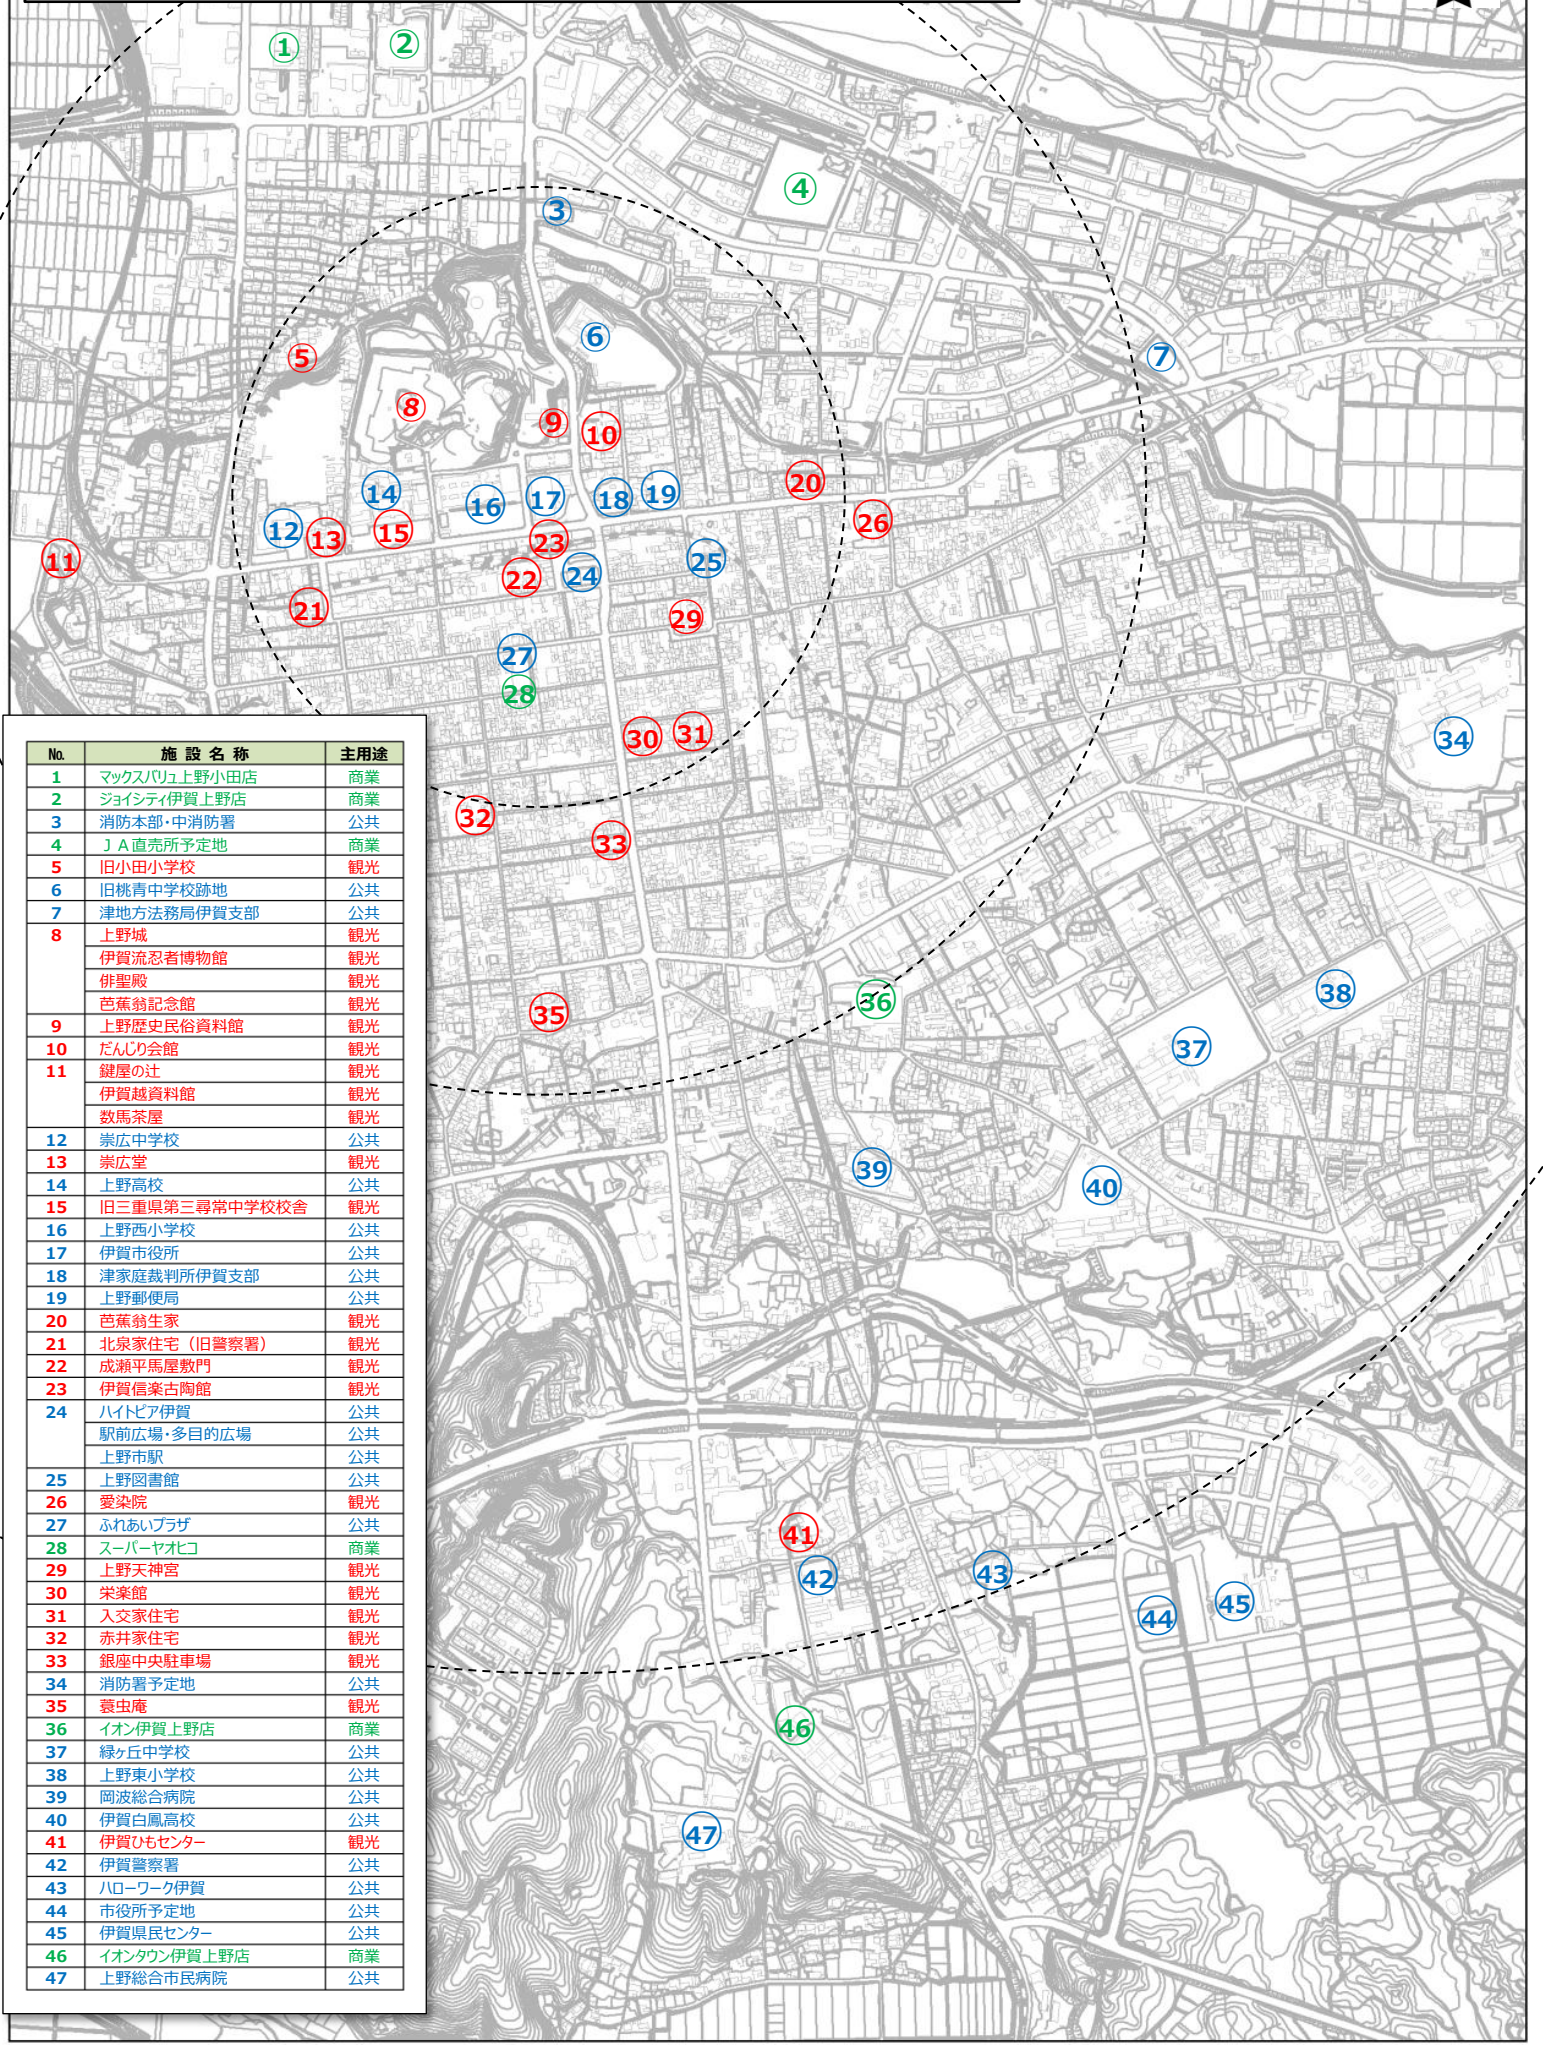 1
2
3
4
5
6
7
8
9
10
11
12
13
14
15
16
17
18
19
20
21
22
23
24
25
26
27
28
29
30
31
32
33
34
35
36
37
38
39
40
41
42
43
44
45
46
47
No. 施設名称 主用途
1 マックスバリュ上野小田店 商業
2 ジョイシティ伊賀上野店 商業
3 消防本部・中消防署 公共
4 ＪＡ直売所予定地 商業
5 旧小田小学校 観光
6 旧桃青中学校跡地 公共
7 津地方法務局伊賀支部 公共
8 上野城 観光
伊賀流忍者博物館 観光
俳聖殿 観光
芭蕉翁記念館 観光
9 上野歴史民俗資料館 観光
10 だんじり会館 観光
11 鍵屋の辻 観光
伊賀越資料館 観光
数馬茶屋 観光
12 崇広中学校 公共
13 崇広堂 観光
14 上野高校 公共
15 旧三重県第三尋常中学校校舎 観光
16 上野西小学校 公共
17 伊賀市役所 公共
18 津家庭裁判所伊賀支部 公共
19 上野郵便局 公共
20 芭蕉翁生家 観光
21 北泉家住宅（旧警察署） 観光
22 成瀬平馬屋敷門 観光
23 伊賀信楽古陶館 観光
24 ハイトピア伊賀 公共
駅前広場・多目的広場 公共
上野市駅 公共
25 上野図書館 公共
26 愛染院 観光
27 ふれあいプラザ 公共
28 スーパーヤオヒコ 商業
29 上野天神宮 観光
30 栄楽館 観光
31 入交家住宅 観光
32 赤井家住宅 観光
33 銀座中央駐車場 観光
34 消防署予定地 公共
35 蓑虫庵 観光
36 イオン伊賀上野店 商業
37 緑ヶ丘中学校 公共
38 上野東小学校 公共
39 岡波総合病院 公共
40 伊賀白鳳高校 公共
41 伊賀ひもセンター 観光
42 伊賀警察署 公共
43 ハローワーク伊賀 公共
44 市役所予定地 公共
45 伊賀県民センター 公共
46 イオンタウン伊賀上野店 商業
47 上野総合市民病院 公共